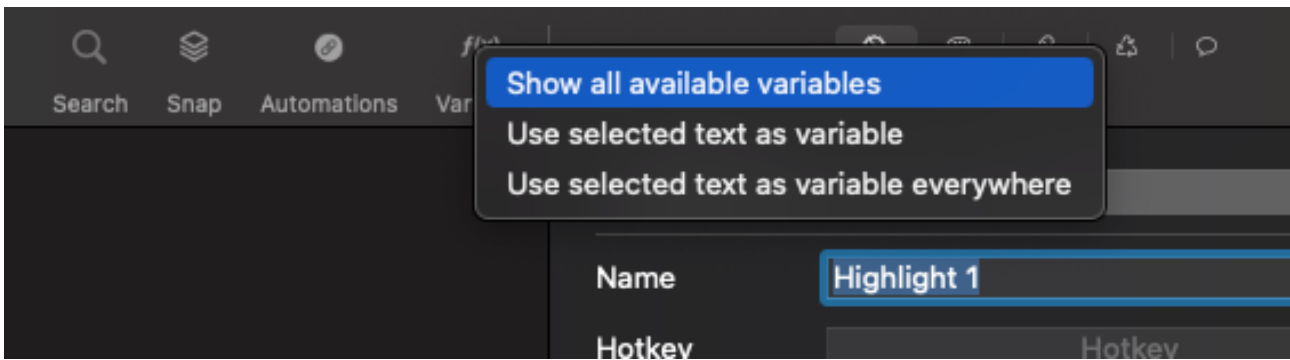 Show all available variables
Search Snap Automations Var
Use selected text as variable
Use selected text as variable everywhere
Name Highlight 1
Hotkey Hotkey